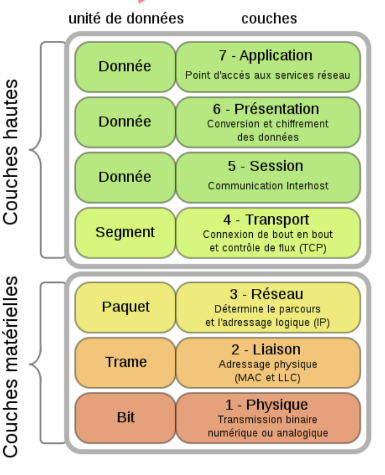 unité de données
couches
Couches hautes
Donnée
7 - Application
Point d'accès aux services réseau
Donnée
6 - Présentation
Conversion et chiffrement
des données
Donnée
5 - Session
Communication Interhost
Segment
4 - Transport
Connexion de bout en bout
et contrôle de flux (TCP)
Couches matérielles
Paquet
3 - Réseau
Détermine le parcours
et l'adressage logique (IP)
Trame
2 - Liaison
Adressage physique
(MAC et LLC)
Bit
1 - Physique
Transmission binaire
numérique ou analogique